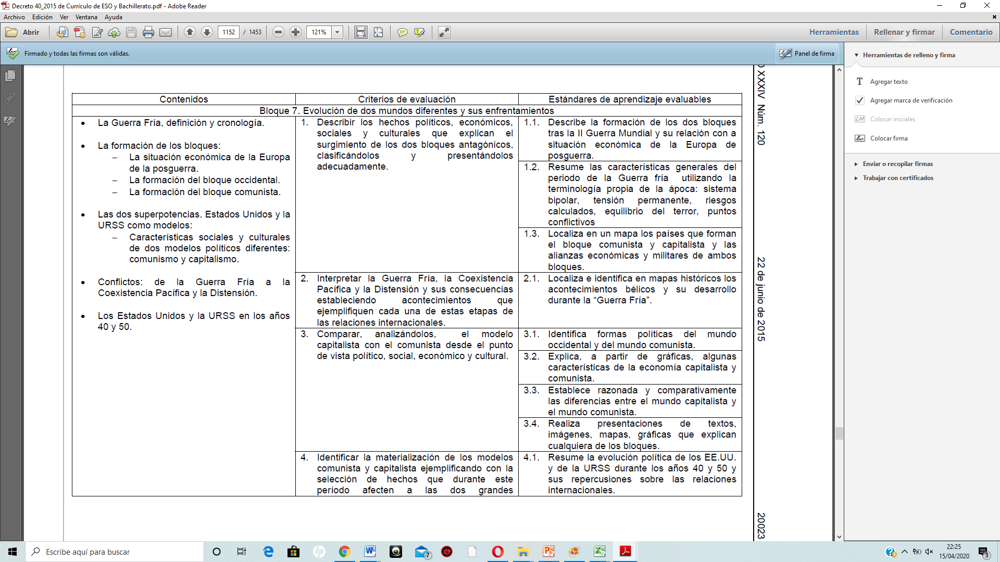 Decreto 40_2015 de Currículo de ESO y Bachillerato.pdf - Adobe Reader
Archivo Edición Ver Ventana Ayuda
Abrir 1152 / 1453 121% Herramientas Rellenar y firmar Comentario
Firmado y todas las firmas son válidas. Panel de firma
Herramientas de relleno y firma
Agregar texto
Agregar marca de verificación
Colocar iniciales
Colocar firma
Enviar o recopilar firmas
Trabajar con certificados
O XXXIV Núm. 120
22 de junio de 2015
20023
Contenidos Criterios de evaluación Estándares de aprendizaje evaluables
Bloque 7. Evolución de dos mundos diferentes y sus enfrentamientos
• La Guerra Fría, definición y cronología.
• La formación de los bloques:
– La situación económica de la Europa
de la posguerra.
– La formación del bloque occidental.
– La formación del bloque comunista.
• Las dos superpotencias. Estados Unidos y la
URSS como modelos:
– Características sociales y culturales
de dos modelos políticos diferentes:
comunismo y capitalismo.
• Conflictos: de la Guerra Fría a la
Coexistencia Pacífica y la Distensión.
• Los Estados Unidos y la URSS en los años
40 y 50.
1. Describir los hechos políticos, económicos,
sociales y culturales que explican el
surgimiento de los dos bloques antagónicos,
clasificándolos y presentándolos
adecuadamente.
1.1. Describe la formación de los dos bloques
tras la II Guerra Mundial y su relación con a
situación económica de la Europa de
posguerra.
1.2. Resume las características generales del
periodo de la Guerra fría utilizando la
terminología propia de la ápoca: sistema
bipolar, tensión permanente, riesgos
calculados, equilibrio del terror, puntos
conflictivos
1.3. Localiza en un mapa los países que forman
el bloque comunista y capitalista y las
alianzas económicas y militares de ambos
bloques.
2. Interpretar la Guerra Fría, la Coexistencia
Pacífica y la Distensión y sus consecuencias
estableciendo acontecimientos que
ejemplifiquen cada una de estas etapas de
las relaciones internacionales.
2.1. Localiza e identifica en mapas históricos los
acontecimientos bélicos y su desarrollo
durante la “Guerra Fría”.
3. Comparar, analizándolos, el modelo
capitalista con el comunista desde el punto
de vista político, social, económico y cultural.
3.1. Identifica formas políticas del mundo
occidental y del mundo comunista.
3.2. Explica, a partir de gráficas, algunas
características de la economía capitalista y
comunista.
3.3. Establece razonada y comparativamente
las diferencias entre el mundo capitalista y
el mundo comunista.
3.4. Realiza presentaciones de textos,
imágenes, mapas, gráficas que explican
cualquiera de los bloques.
4. Identificar la materialización de los modelos
comunista y capitalista ejemplificando con la
selección de hechos que durante este
período afecten a las dos grandes
4.1. Resume la evolución política de los EE.UU.
y de la URSS durante los años 40 y 50 y
sus repercusiones sobre las relaciones
internacionales.
Escribe aquí para buscar
7
22:25
15/04/2020
3